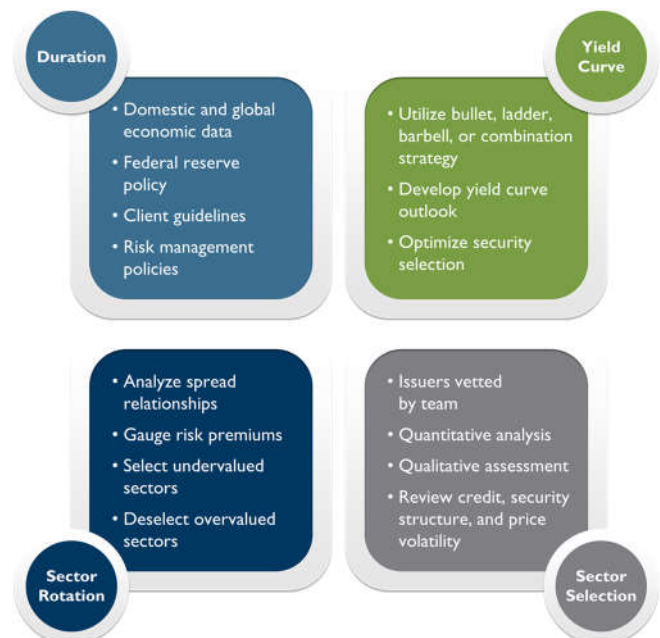 Duration
• Domestic and global
economic data
• Federal reserve
policy
• Client guidelines
• Risk management
policies
Yield
Curve
• Utilize bullet, ladder,
barbell, or combination
strategy
• Develop yield curve
outlook
• Optimize security
selection
• Analyze spread
relationships
• Gauge risk premiums
• Select undervalued
sectors
• Deselect overvalued
sectors
Sector
Rotation
• Issuers vetted
by team
• Quantitative analysis
• Qualitative assessment
• Review credit, security
structure, and price
volatility
Sector
Selection